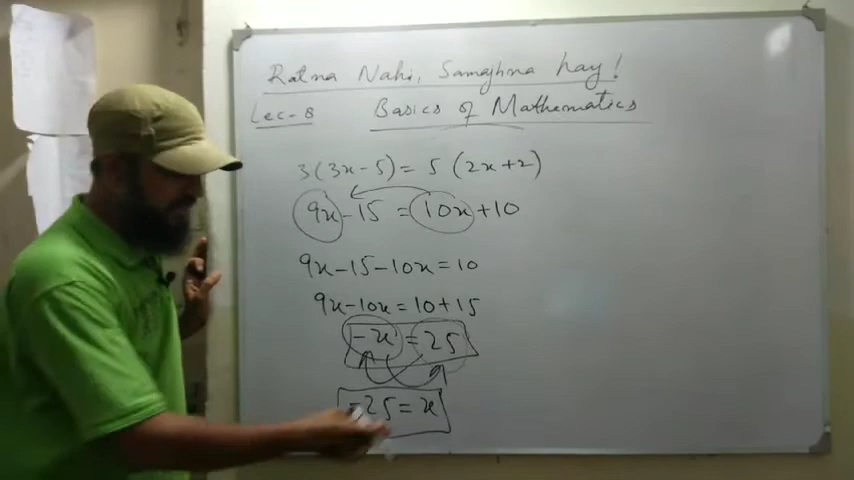 Ratna Nahi, Samajhna hay!
Lec-8 Basics of Mathematics
3(3x-5)=5(2x+2)
9x-15=10x+10
9x-15-10x=10
9x-10x=10+15
-x=25
-25=x